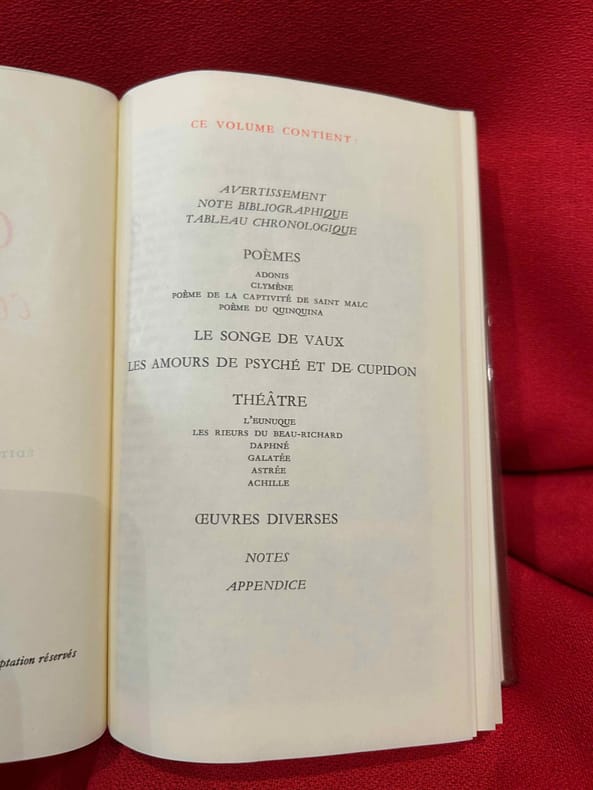 ptation réservés
CE VOLUME CONTIENT :
AVERTISSEMENT
NOTE BIBLIOGRAPHIQUE
TABLEAU CHRONOLOGIQUE
POÈMES
ADONIS
CLYMÈNE
POÈME DE LA CAPTIVITÉ DE SAINT MALC
POÈME DU QUINQUINA
LE SONGE DE VAUX
LES AMOURS DE PSYCHÉ ET DE CUPIDON
THÉÂTRE
L'EUNUQUE
LES RIEURS DU BEAU-RICHARD
DAPHNÉ
GALATÉE
ASTRÉE
ACHILLE
ŒUVRES DIVERSES
NOTES
APPENDICE